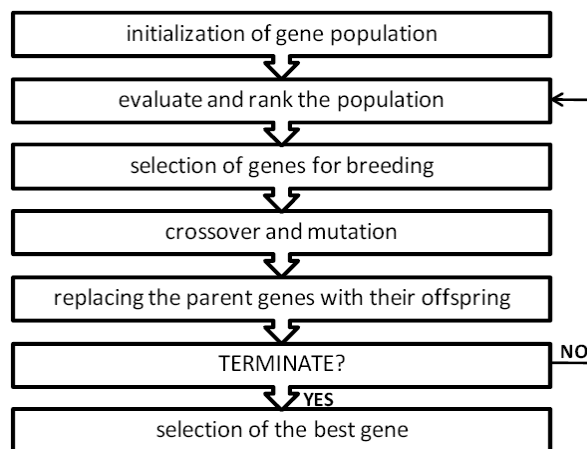 initialization of gene population
evaluate and rank the population
selection of genes for breeding
crossover and mutation
replacing the parent genes with their offspring
TERMINATE?
NO
YES
selection of the best gene